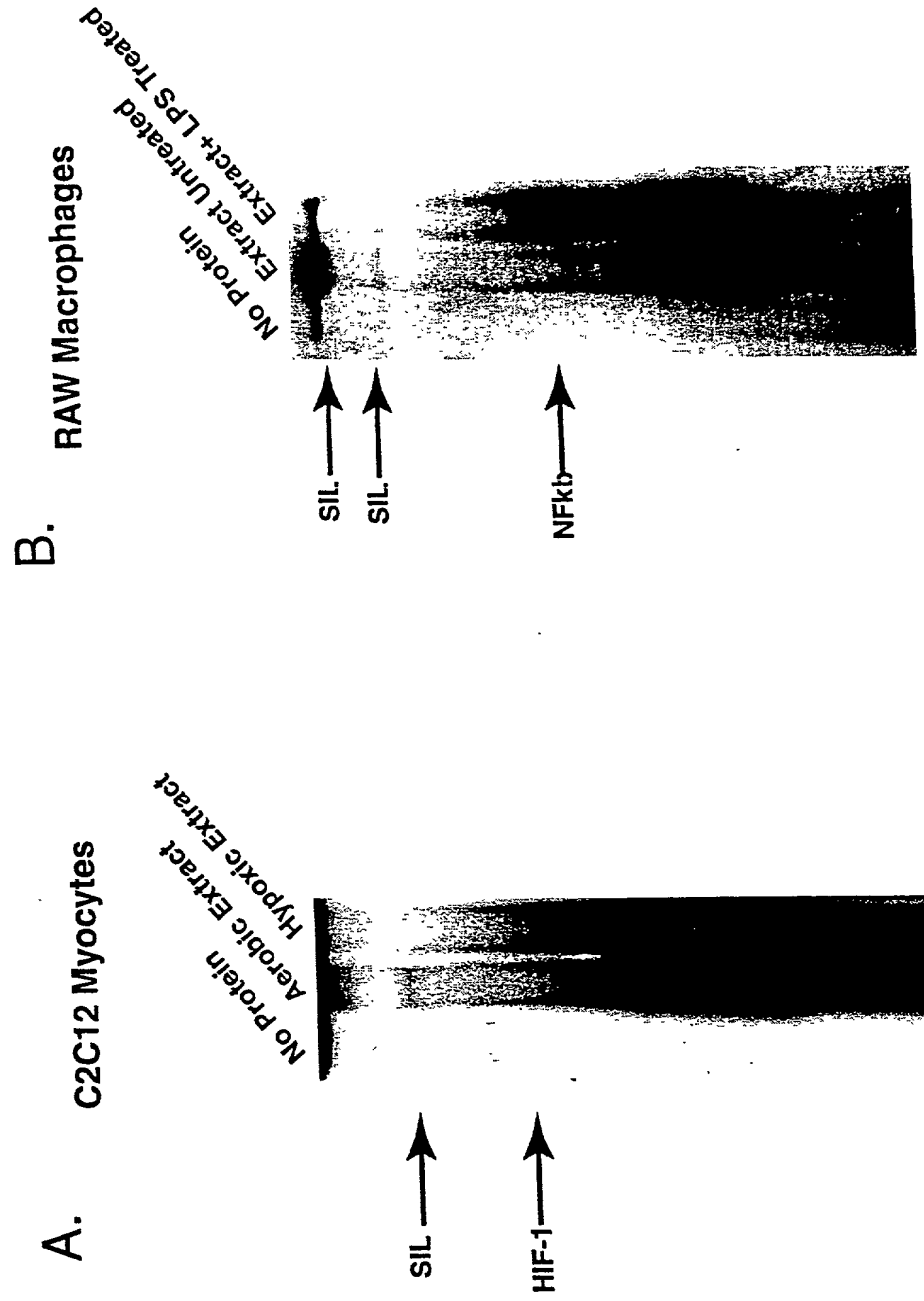 A.
C2C12 Myocytes
No Protein
Aerobic Extract
Hypoxic Extract
SIL
HIF-1
B.
RAW Macrophages
No Protein
Extract Untreated
Extract+ LPS Treated
SIL
SIL
NFkb